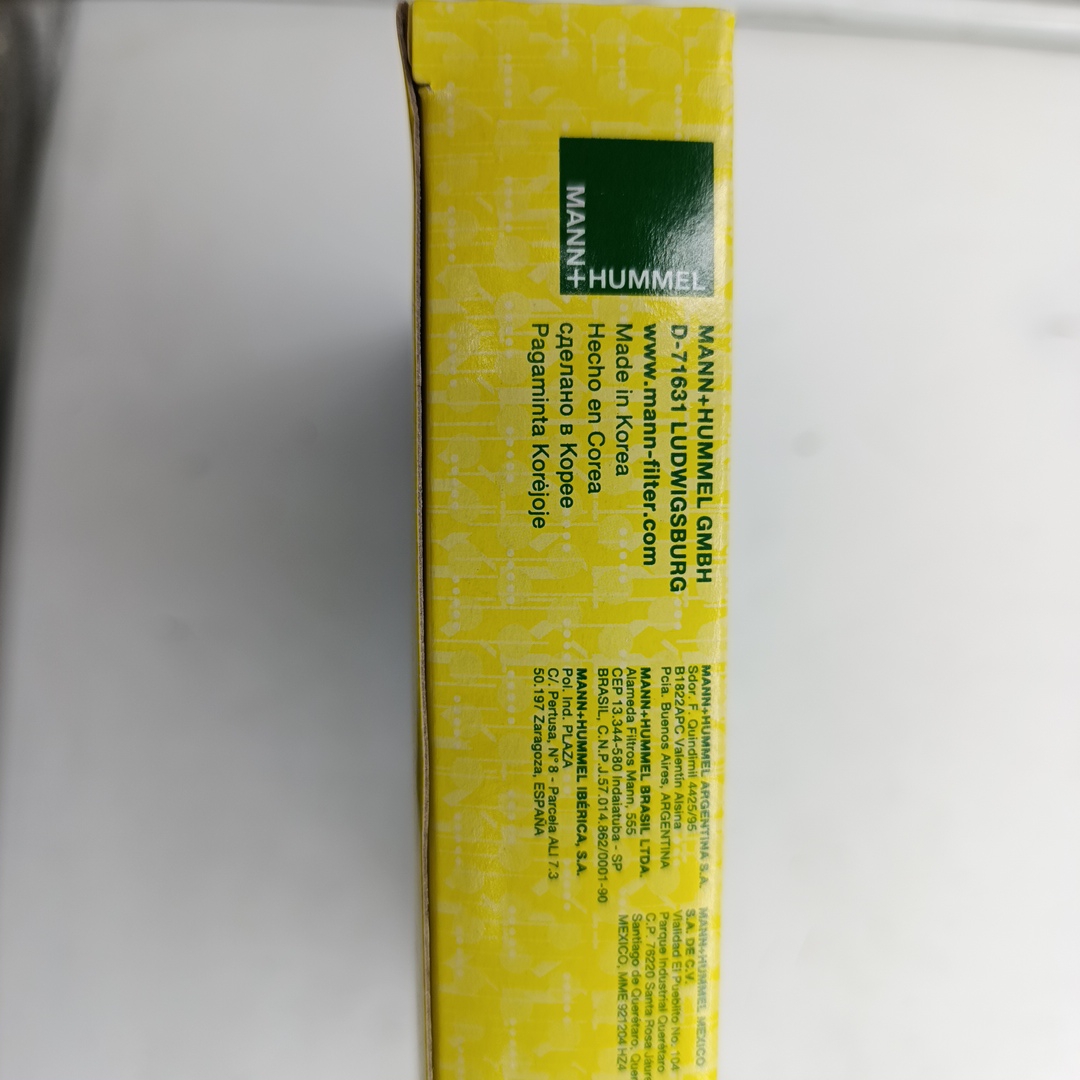 MANN+
HUMMEL
MANN+HUMMEL GMBH
D-71631 LUDWIGSBURG
www.mann-filter.com
Made in Korea
Hecho en Corea
сделано в Корее
Pagaminta Korėjoje
MANN+HUMMEL ARGENTINA S.A.
Sdor. F. Quindimil 4425/95
B1822APC Valentín Alsina
Pcia. Buenos Aires, ARGENTINA
MANN+HUMMEL BRASIL LTDA.
Alameda Filtros Mann, 555
CEP 13.344-580 Indaiatuba - SP
BRASIL, C.N.P.J.57.014.862/0001-90
MANN+HUMMEL IBÉRICA, S.A.
Pol. Ind. PLAZA
C/. Pertusa, Nº 8 - Parcela ALI 7.3
50.197 Zaragoza, ESPAÑA
MANN+HUMMEL MEXICO
S.A. DE C.V.
Vialidad El Pueblito No. 104
Parque Industrial Querétaro
C.P. 76220 Santa Rosa
Santiago de Querétaro,
MEXICO, MME 921204 HZ4